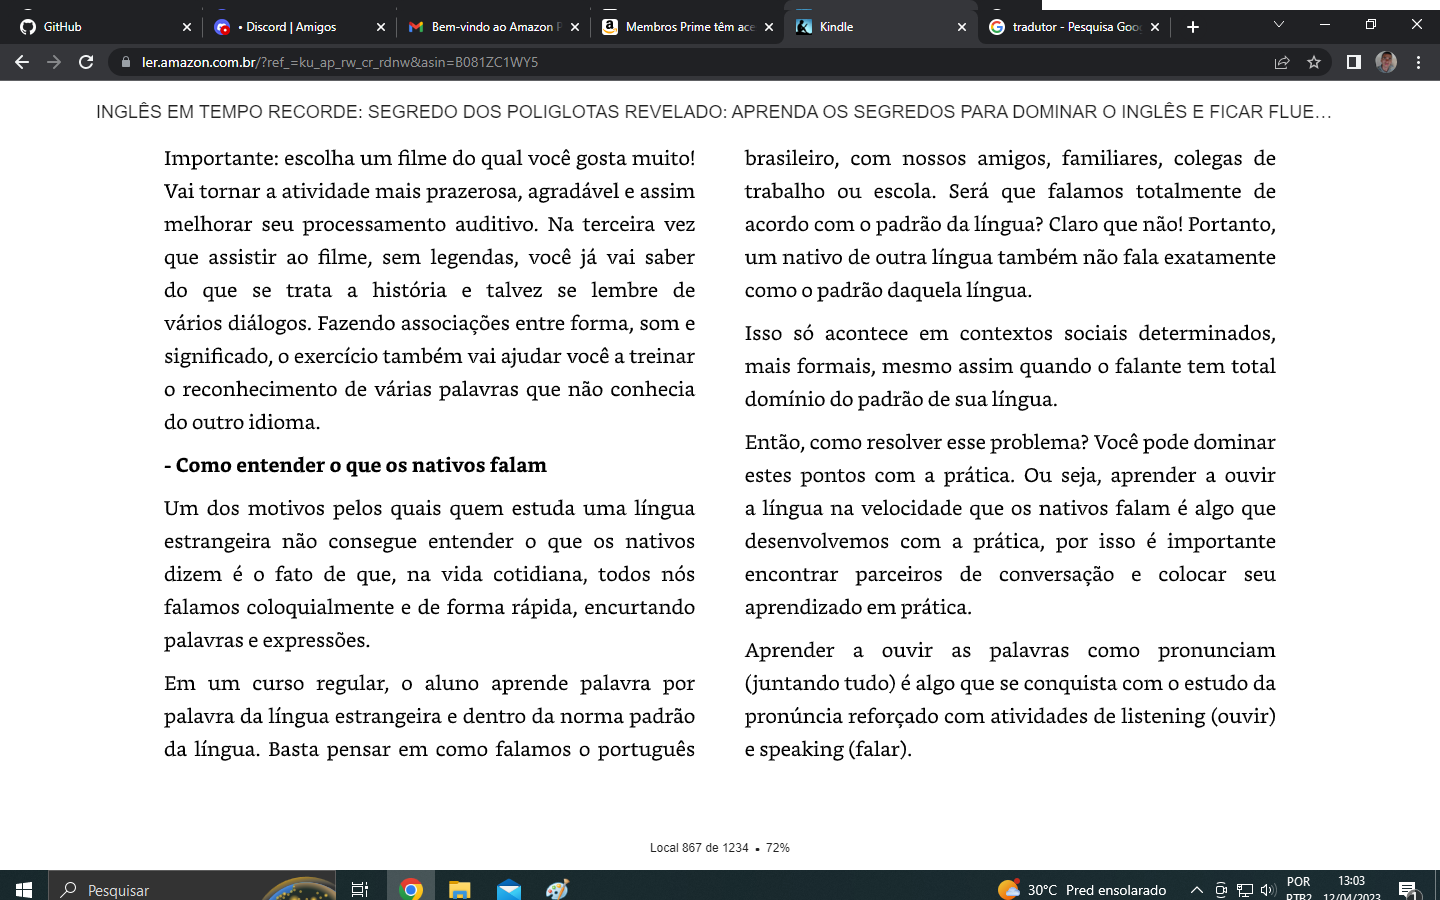 GitHub
• Discord | Amigos
Bem-vindo ao Amazon P
Membros Prime têm ace
Kindle
tradutor - Pesquisa Goog
ler.amazon.com.br/?ref_=ku_ap_rw_cr_rdnw&asin=B081ZC1WY5
INGLÊS EM TEMPO RECORDE: SEGREDO DOS POLIGLOTAS REVELADO: APRENDA OS SEGREDOS PARA DOMINAR O INGLÊS E FICAR FLUE…
Importante: escolha um filme do qual você gosta muito!
Vai tornar a atividade mais prazerosa, agradável e assim
melhorar seu processamento auditivo. Na terceira vez
que assistir ao filme, sem legendas, você já vai saber
do que se trata a história e talvez se lembre de
vários diálogos. Fazendo associações entre forma, som e
significado, o exercício também vai ajudar você a treinar
o reconhecimento de várias palavras que não conhecia
do outro idioma.
- Como entender o que os nativos falam
Um dos motivos pelos quais quem estuda uma língua
estrangeira não consegue entender o que os nativos
dizem é o fato de que, na vida cotidiana, todos nós
falamos coloquialmente e de forma rápida, encurtando
palavras e expressões.
Em um curso regular, o aluno aprende palavra por
palavra da língua estrangeira e dentro da norma padrão
da língua. Basta pensar em como falamos o português
brasileiro, com nossos amigos, familiares, colegas de
trabalho ou escola. Será que falamos totalmente de
acordo com o padrão da língua? Claro que não! Portanto,
um nativo de outra língua também não fala exatamente
como o padrão daquela língua.
Isso só acontece em contextos sociais determinados,
mais formais, mesmo assim quando o falante tem total
domínio do padrão de sua língua.
Então, como resolver esse problema? Você pode dominar
estes pontos com a prática. Ou seja, aprender a ouvir
a língua na velocidade que os nativos falam é algo que
desenvolvemos com a prática, por isso é importante
encontrar parceiros de conversação e colocar seu
aprendizado em prática.
Aprender a ouvir as palavras como pronunciam
(juntando tudo) é algo que se conquista com o estudo da
pronúncia reforçado com atividades de listening (ouvir)
e speaking (falar).
Local 867 de 1234 • 72%
Pesquisar
30°C Pred ensolarado
POR
PTB2
13:03
12/04/2023
1